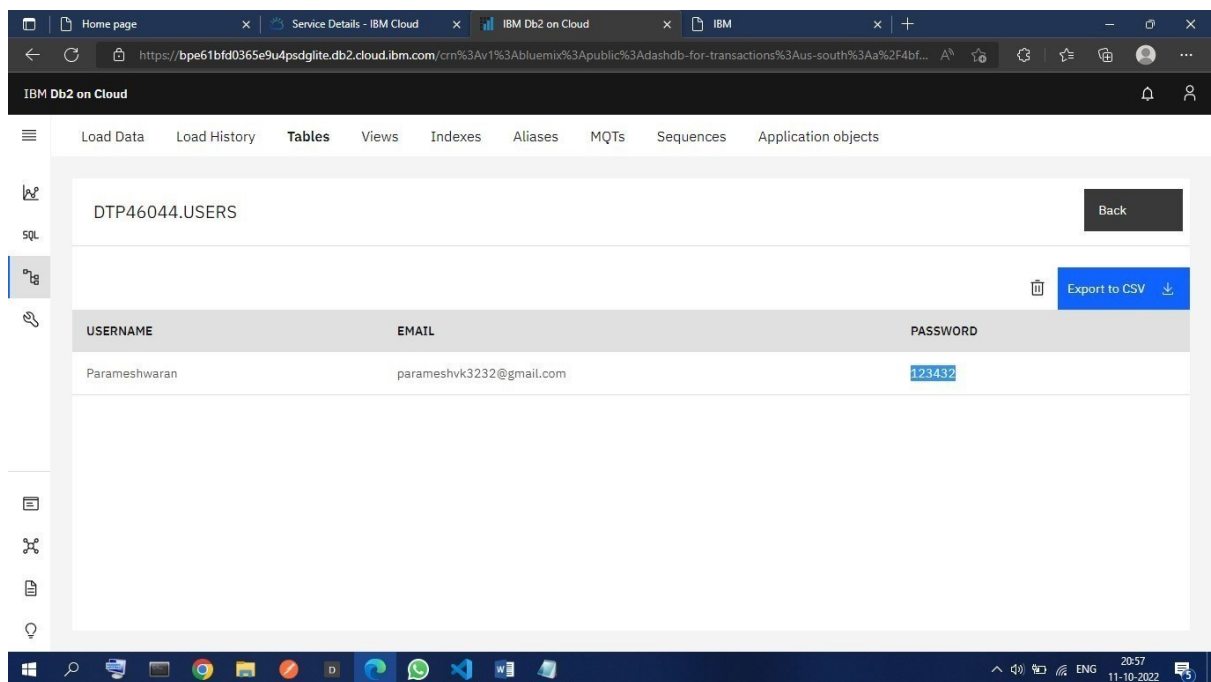 Home page
Service Details - IBM Cloud
IBM Db2 on Cloud
IBM
https://bpe61bfd0365e9u4psdglite.db2.cloud.ibm.com/crn%3Av1%3Abluemix%3Apublic%3Adashdb-for-transactions%3Aus-south%3Aa%2F4bf...
IBM Db2 on Cloud
Load Data Load History Tables Views Indexes Aliases MQTs Sequences Application objects
DTP46044.USERS
Back
SQL
Export to CSV
USERNAME EMAIL PASSWORD
Parameshwaran parameshvk3232@gmail.com 123432
ENG
20:57
11-10-2022
5